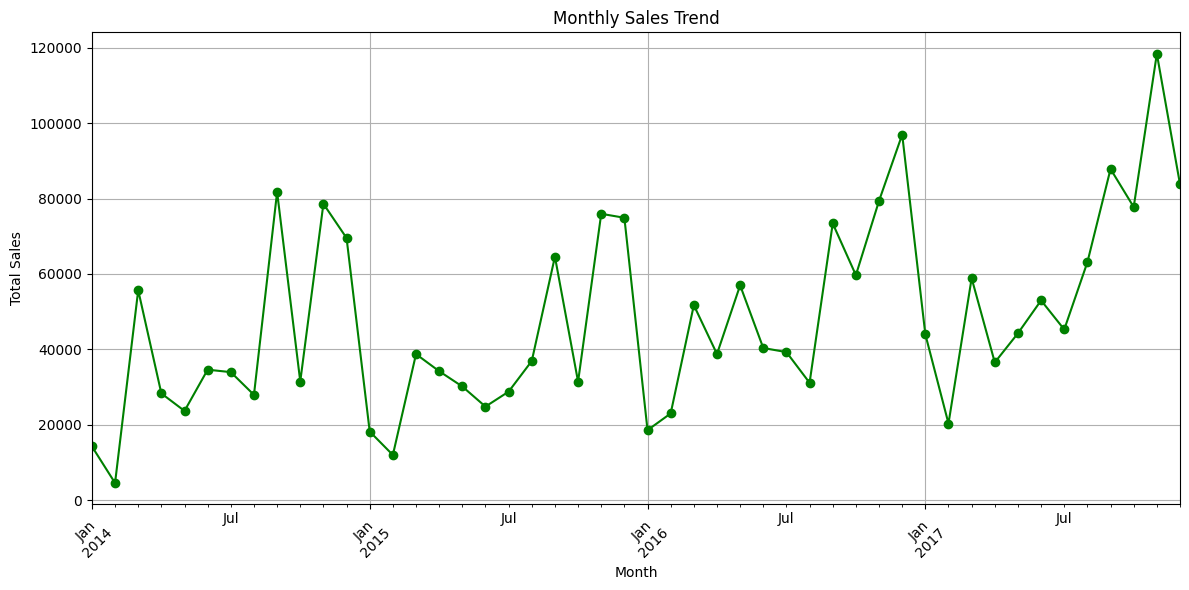 Monthly Sales Trend
Total Sales
120000
100000
80000
60000
40000
20000
0
Jan
2014
Jul
Jan
2015
Jul
Jan
2016
Jul
Jan
2017
Jul
Month